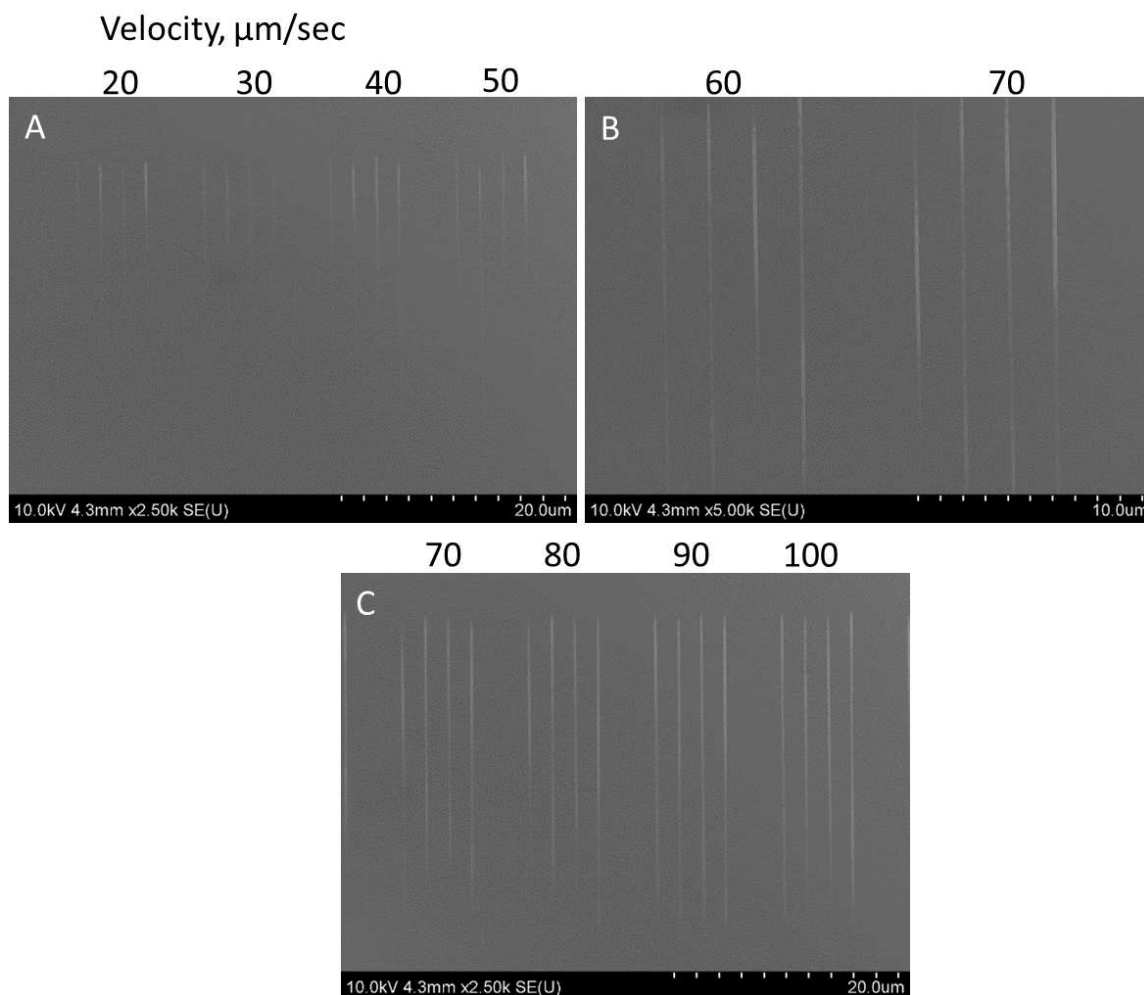 Velocity, μm/sec
20 30 40 50 60 70
A B
10.0kV 4.3mm x2.50k SE(U) 20.0um 10.0kV 4.3mm x5.00k SE(U) 10.0um
70 80 90 100
C
10.0kV 4.3mm x2.50k SE(U) 20.0um